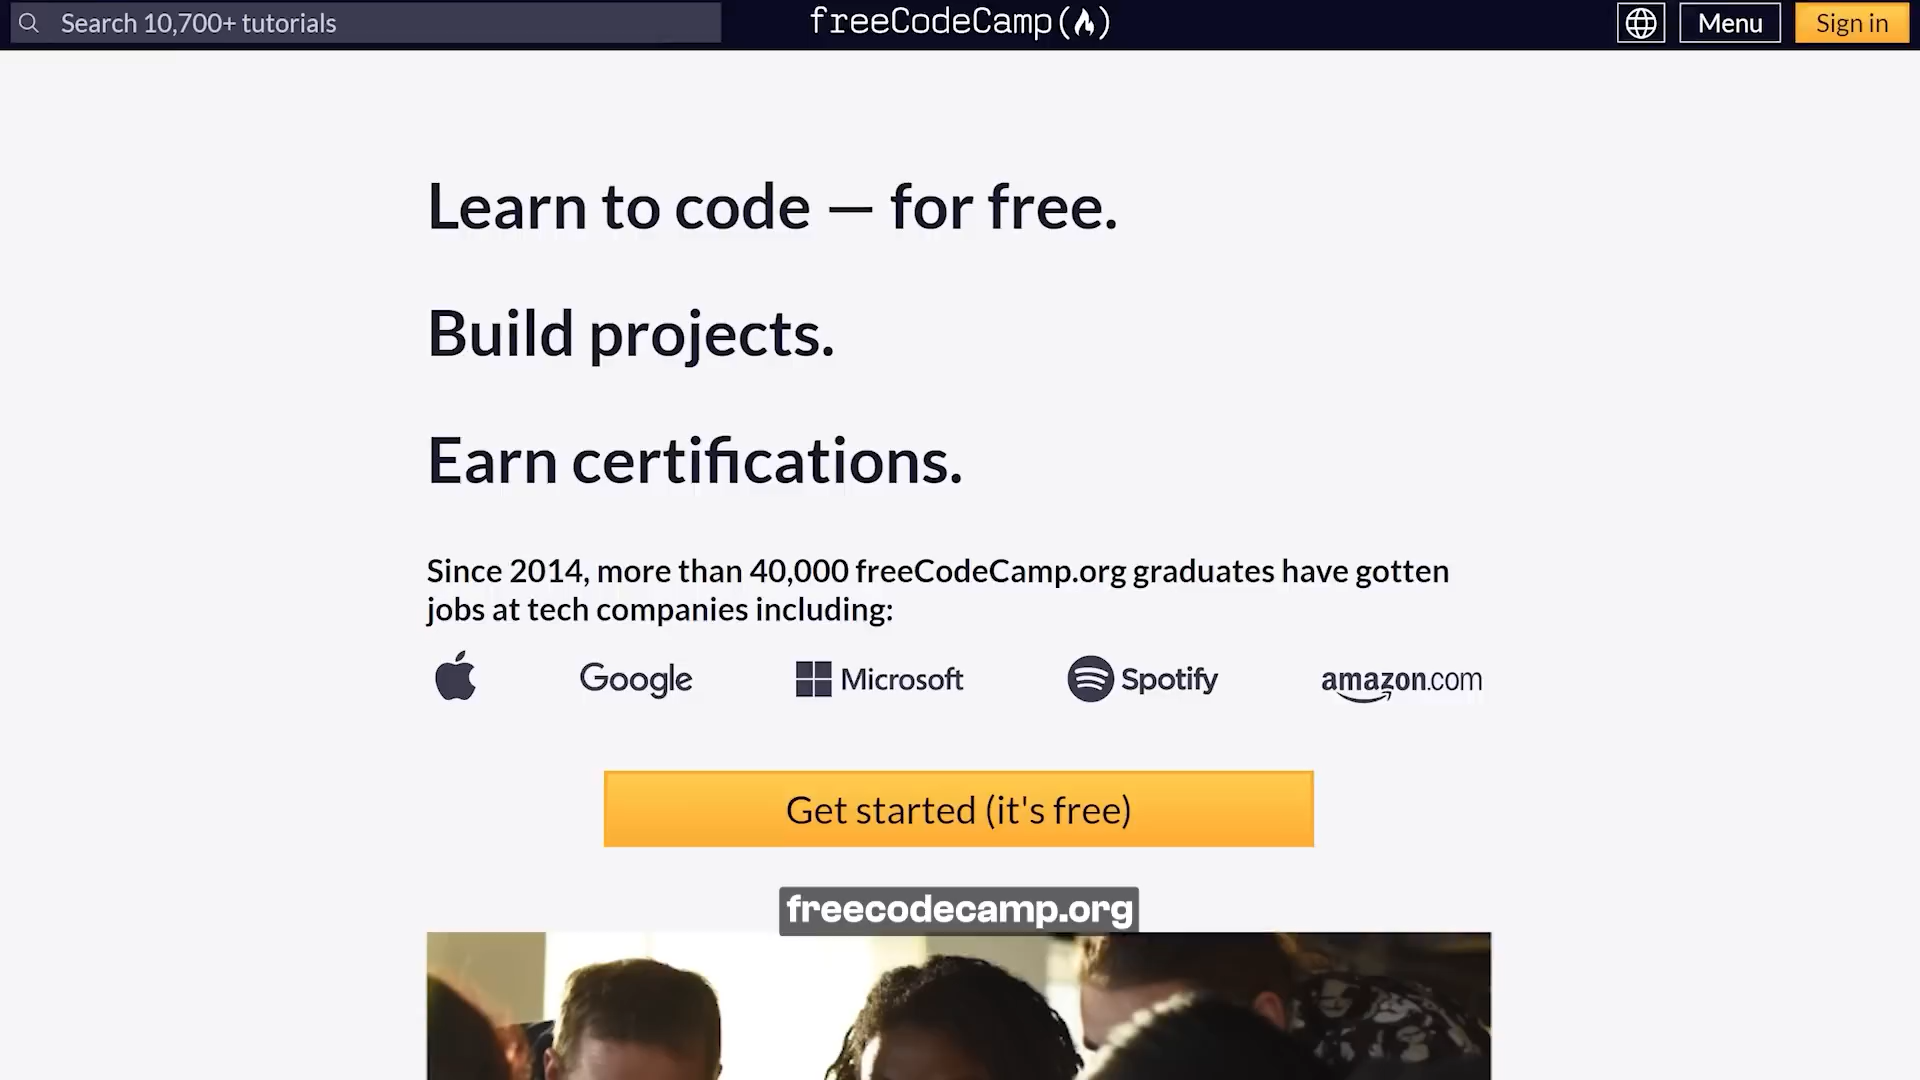 Search 10,700+ tutorials
freeCodeCamp
Menu
Sign in
Learn to code — for free.
Build projects.
Earn certifications.
Since 2014, more than 40,000 freeCodeCamp.org graduates have gotten
jobs at tech companies including:
Google
Microsoft
Spotify
amazon.com
Get started (it's free)
freecodecamp.org